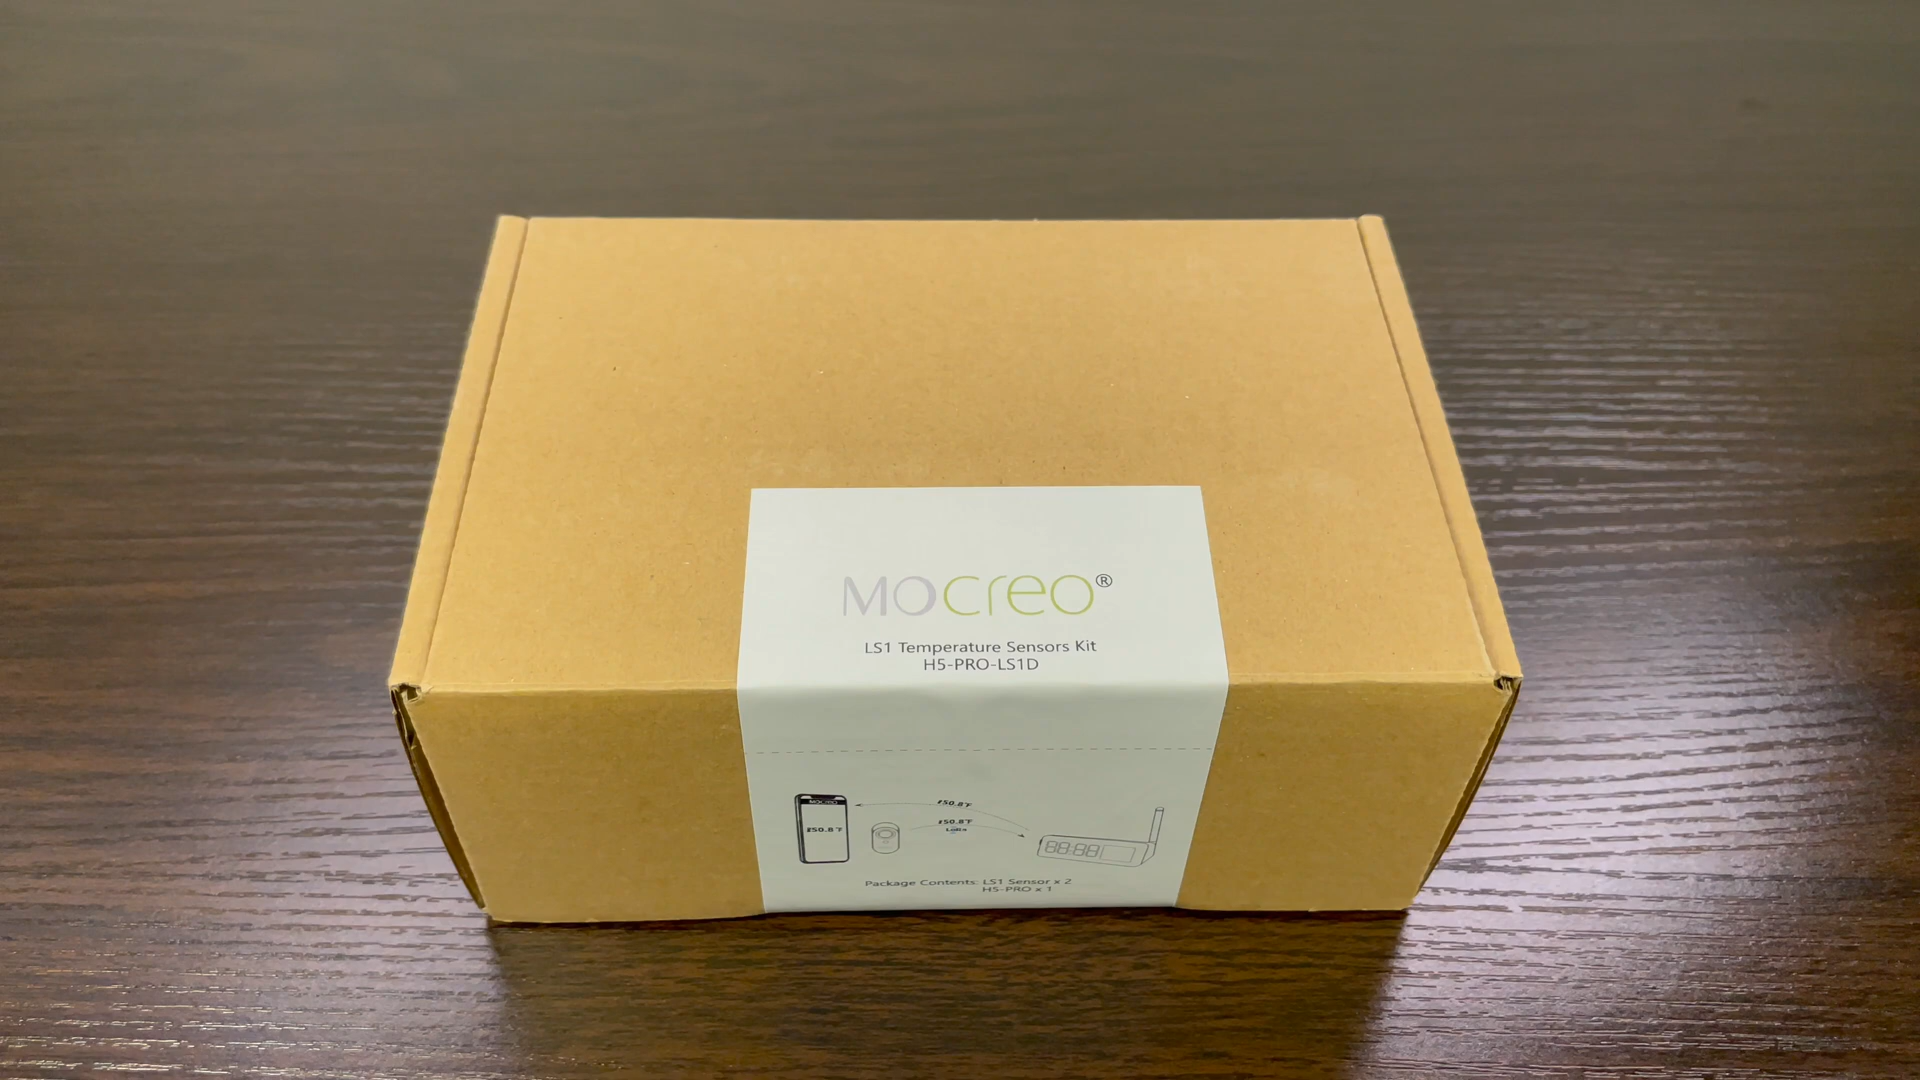 MOCreo®
LS1 Temperature Sensors Kit
H5-PRO-LS1D
MOCreo
50.8°F
50.8°F
50.8°F
LoRa
88:88
Package Contents: LS1 Sensor x 2
H5-PRO x 1